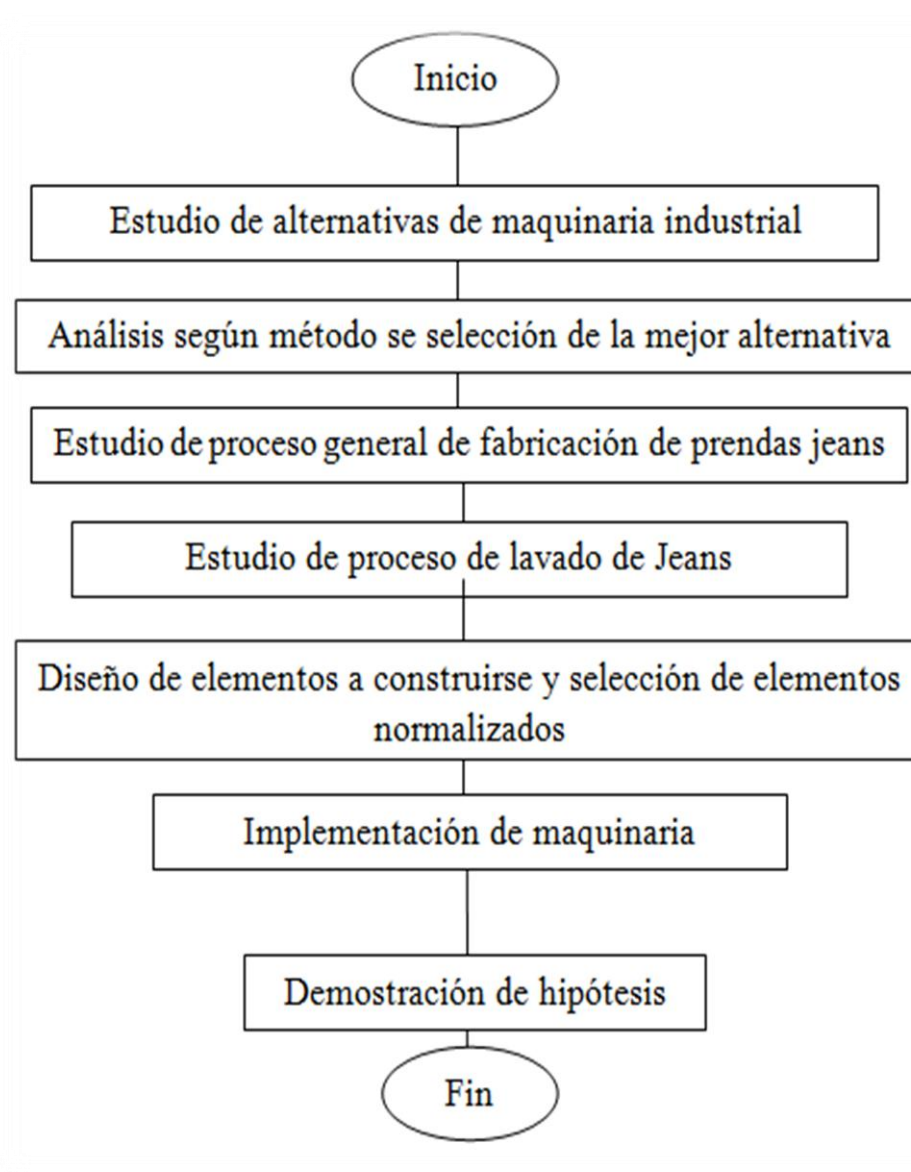 Inicio
Estudio de alternativas de maquinaria industrial
Análisis según método se selección de la mejor alternativa
Estudio de proceso general de fabricación de prendas jeans
Estudio de proceso de lavado de Jeans
Diseño de elementos a construirse y selección de elementos
normalizados
Implementación de maquinaria
Demostración de hipótesis
Fin